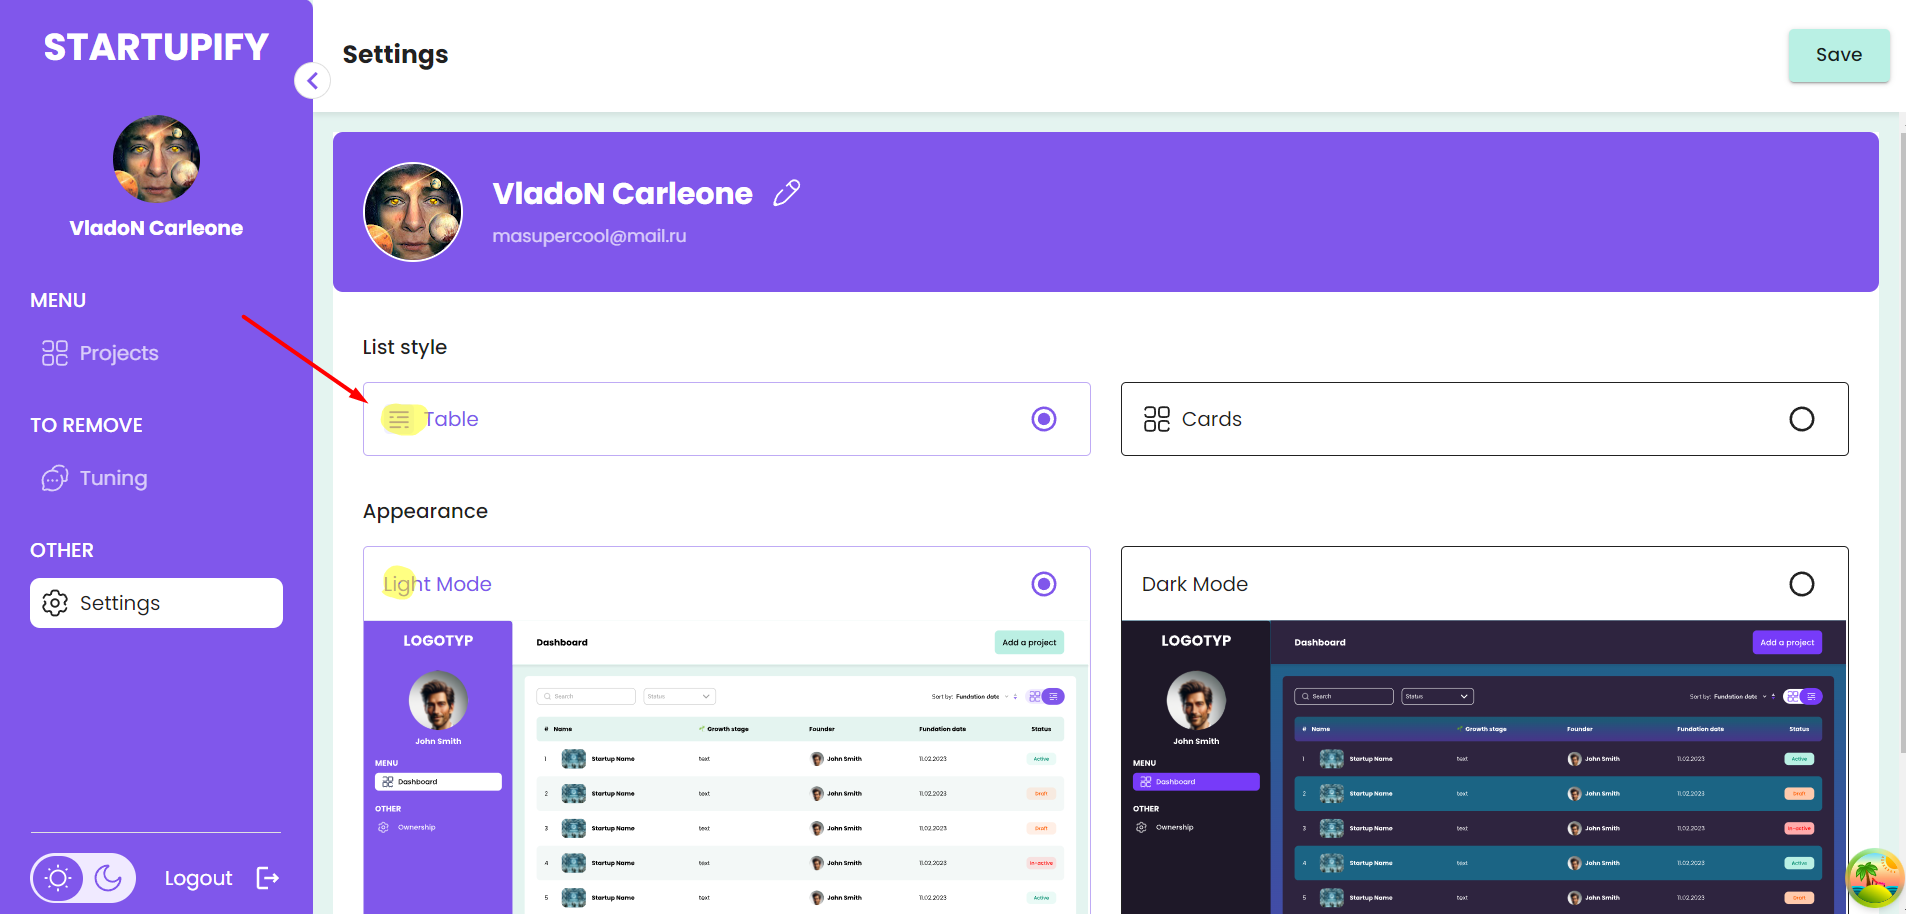 STARTUPIFY
VladoN Carleone
MENU
Projects
TO REMOVE
Tuning
OTHER
Settings
Logout
Settings
Save
VladoN Carleone
masupercool@mail.ru
List style
Table
Cards
Appearance
Light Mode
LOGOTYP
John Smith
MENU
Dashboard
OTHER
Ownership
Dashboard
Add a project
Search
Status
Sort by: Fundation date
# Name Growth stage Founder Fundation date Status
1 Startup Name text John Smith 11.02.2023 Active
2 Startup Name text John Smith 11.02.2023 Draft
3 Startup Name text John Smith 11.02.2023 Draft
4 Startup Name text John Smith 11.02.2023 In-active
5 Startup Name text John Smith 11.02.2023 Active
Dark Mode
LOGOTYP
John Smith
MENU
Dashboard
OTHER
Ownership
Dashboard
Add a project
Search
Status
Sort by: Fundation date
# Name Growth stage Founder Fundation date Status
1 Startup Name text John Smith 11.02.2023 Active
2 Startup Name text John Smith 11.02.2023 Draft
3 Startup Name text John Smith 11.02.2023 In-active
4 Startup Name text John Smith 11.02.2023 Active
5 Startup Name text John Smith 11.02.2023 Draft